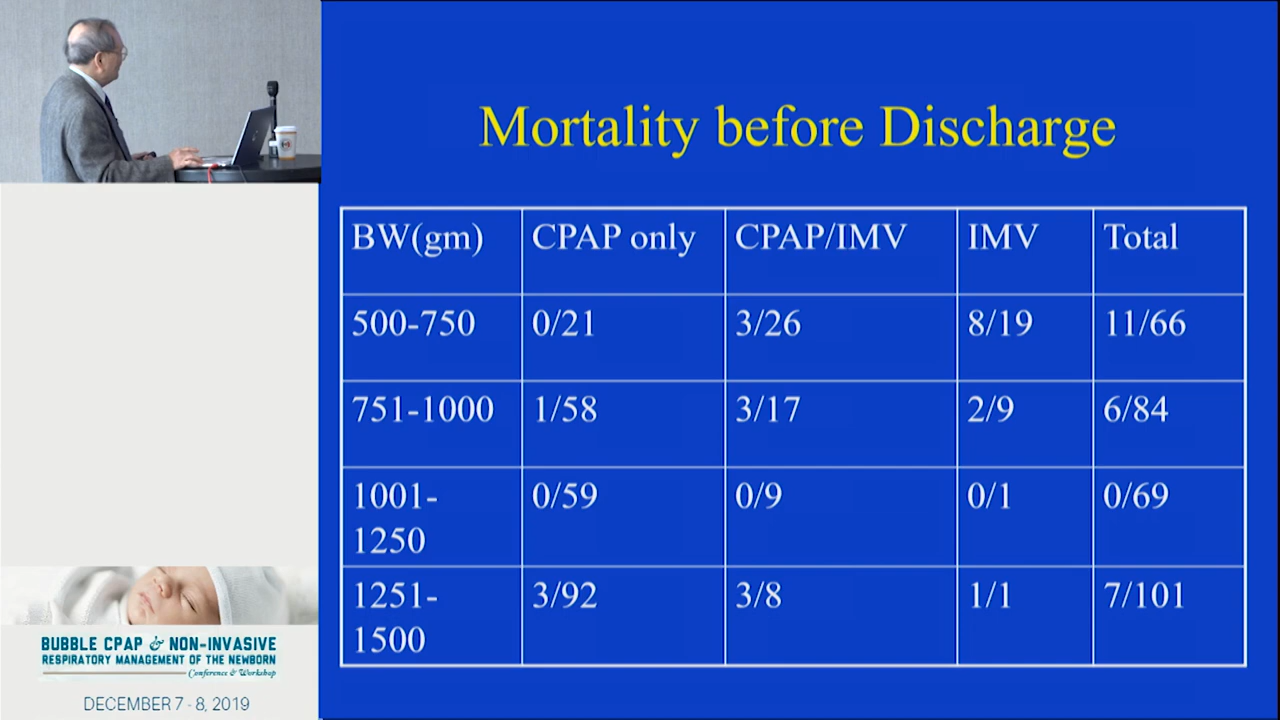 Mortality before Discharge
BW(gm) CPAP only CPAP/IMV IMV Total
500-750 0/21 3/26 8/19 11/66
751-1000 1/58 3/17 2/9 6/84
1001-
1250 0/59 0/9 0/1 0/69
1251-
1500 3/92 3/8 1/1 7/101
BUBBLE CPAP & NON-INVASIVE
RESPIRATORY MANAGEMENT OF THE NEWBORN
Conference & Workshop
DECEMBER 7 - 8, 2019